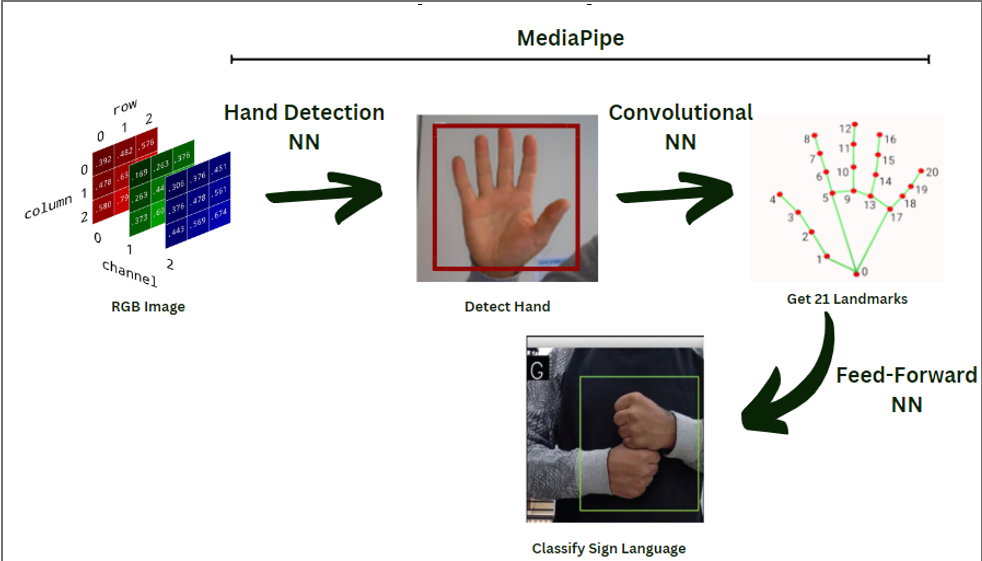 MediaPipe
Hand Detection
NN
Convolutional
NN
row
0 1 2
column
0
1
2
.392 .482 .576
.478 .63
.580 .79
.169 .263 .376
.263 .44
.373 .60
.306 .376 .451
.376 .478 .561
.443 .569 .674
0
1
2
channel
RGB Image
Detect Hand
0
1
2
3
4
5
6
7
8
9
10
11
12
13
14
15
16
17
18
19
20
Get 21 Landmarks
Feed-Forward
NN
G
Classify Sign Language